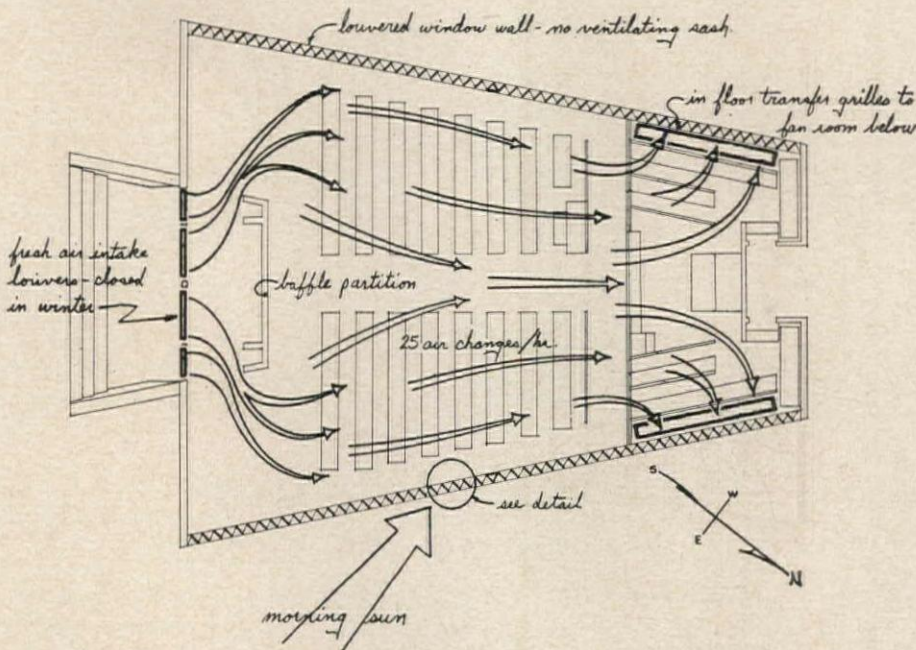 louvered window wall - no ventilating sash.
in floor transfer grilles to
fan room below
fresh air intake
louvers - closed
in winter
baffle partition
25 air changes/hr.
see detail
S
W
E
N
morning sun